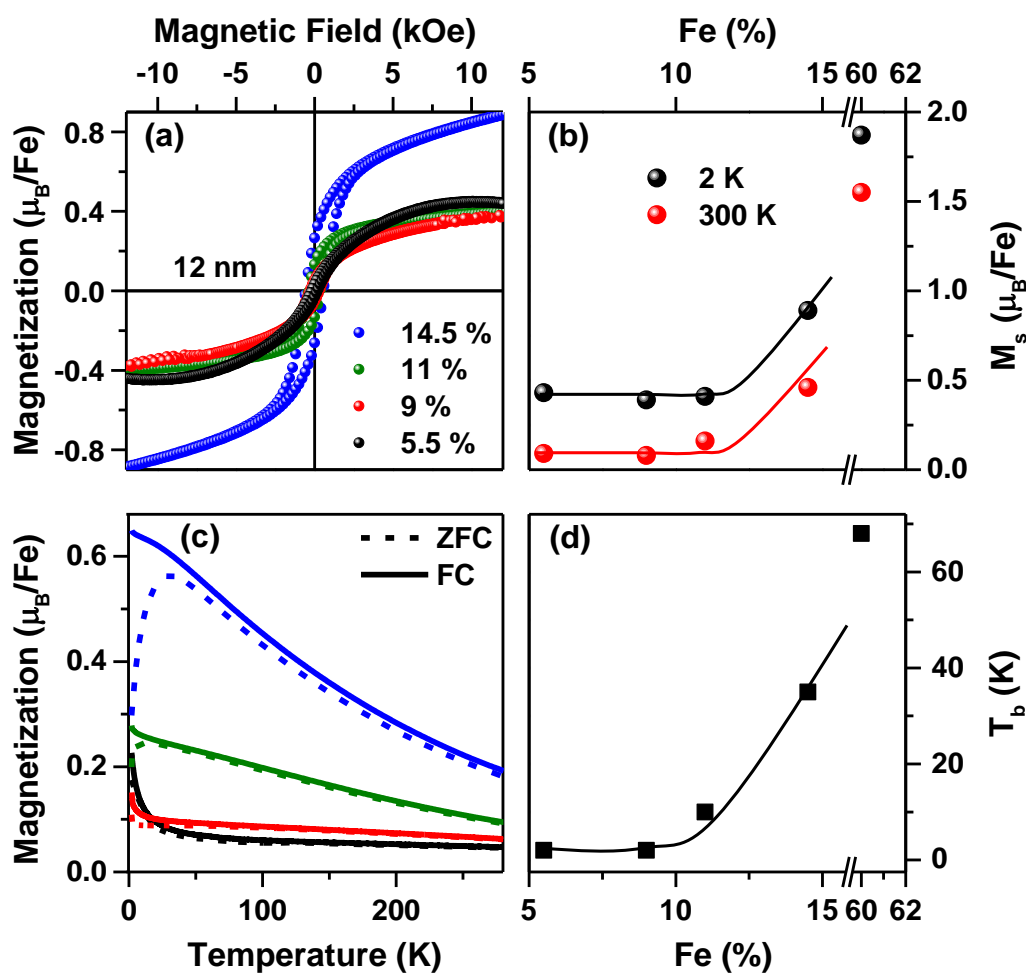 Magnetic Field (kOe)
-10 -5 0 5 10
Fe (%)
5 10 15 60 62
Magnetization (μB/Fe)
0.8
0.4
0.0
-0.4
-0.8
(a)
12 nm
14.5 %
11 %
9 %
5.5 %
(b)
2 K
300 K
2.0
1.5
1.0
0.5
0.0
Ms (μB/Fe)
Magnetization (μB/Fe)
0.6
0.4
0.2
0.0
(c)
ZFC
FC
0 100 200
Temperature (K)
(d)
60
40
20
0
Tb (K)
5 10 15 60 62
Fe (%)